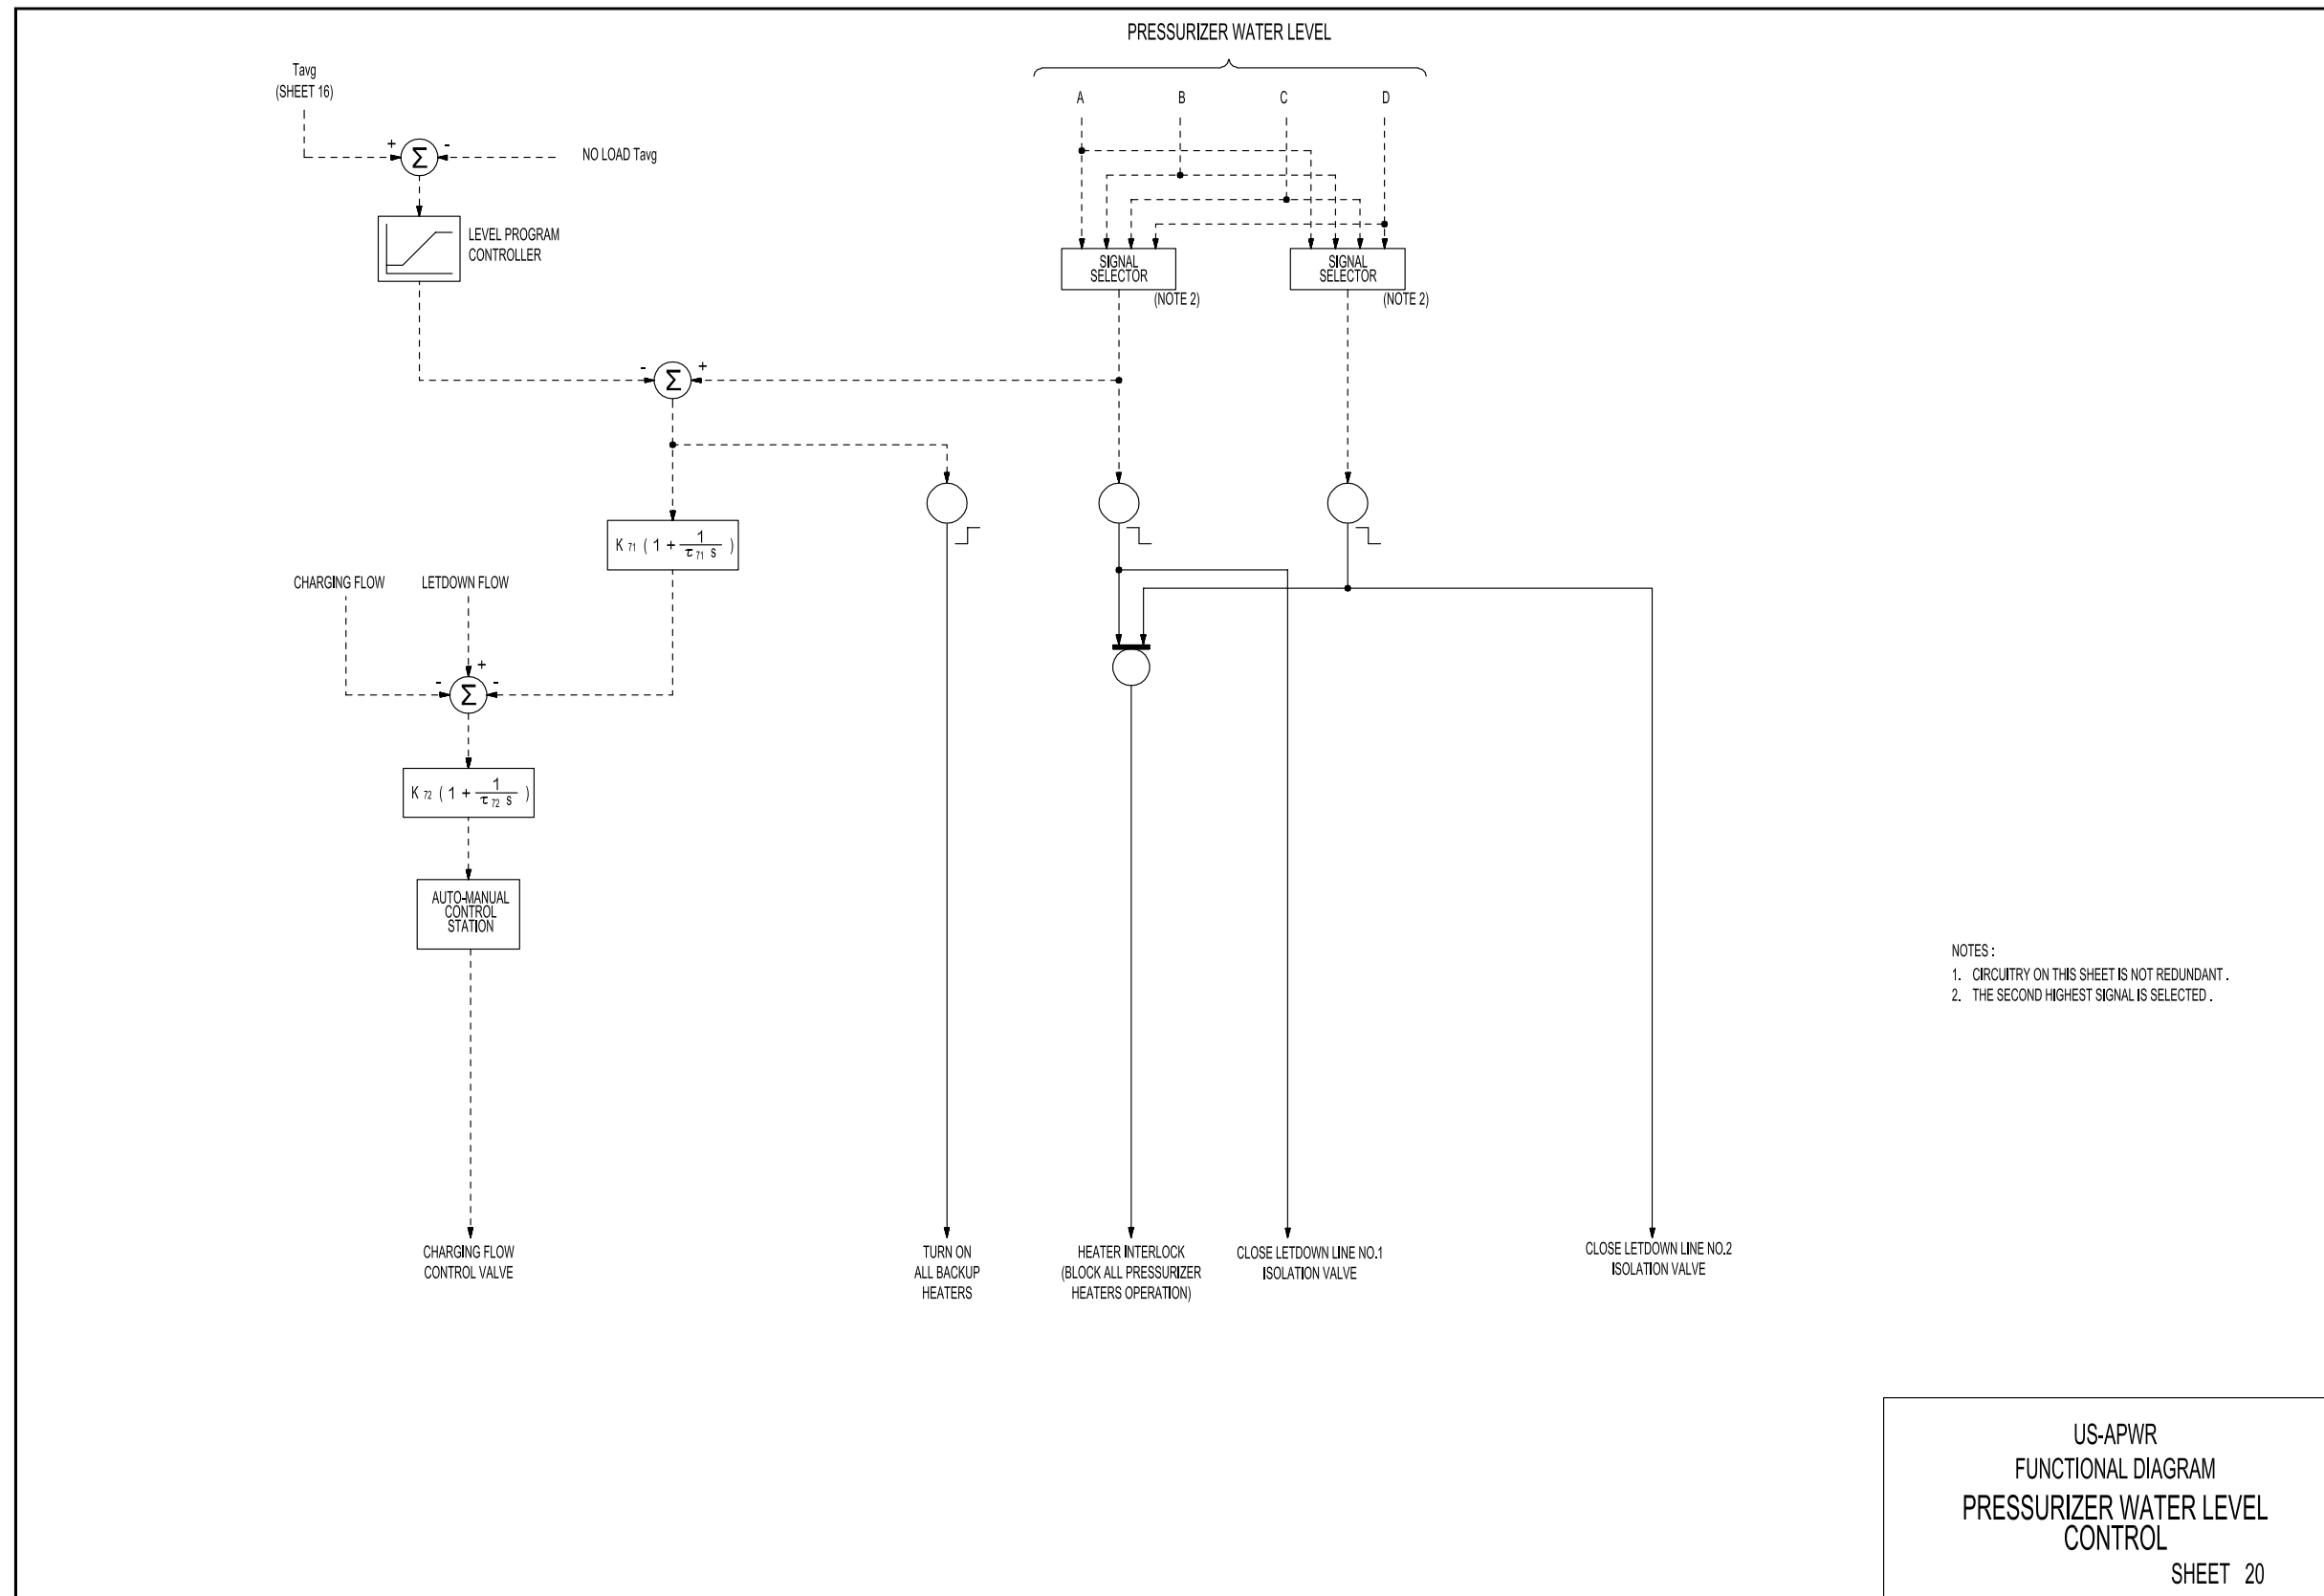 PRESSURIZER WATER LEVEL
Tavg
(SHEET 16)
A B C D
+ Σ -
NO LOAD Tavg
LEVEL PROGRAM
CONTROLLER
SIGNAL
SELECTOR
(NOTE 2)
SIGNAL
SELECTOR
(NOTE 2)
- Σ +
K 71 ( 1 + 1 / τ 71 s )
CHARGING FLOW
LETDOWN FLOW
+
- Σ -
K 72 ( 1 + 1 / τ 72 s )
AUTO-MANUAL
CONTROL
STATION
NOTES :
1. CIRCUITRY ON THIS SHEET IS NOT REDUNDANT .
2. THE SECOND HIGHEST SIGNAL IS SELECTED .
CHARGING FLOW
CONTROL VALVE
TURN ON
ALL BACKUP
HEATERS
HEATER INTERLOCK
(BLOCK ALL PRESSURIZER
HEATERS OPERATION)
CLOSE LETDOWN LINE NO.1
ISOLATION VALVE
CLOSE LETDOWN LINE NO.2
ISOLATION VALVE
US-APWR
FUNCTIONAL DIAGRAM
PRESSURIZER WATER LEVEL
CONTROL
SHEET 20